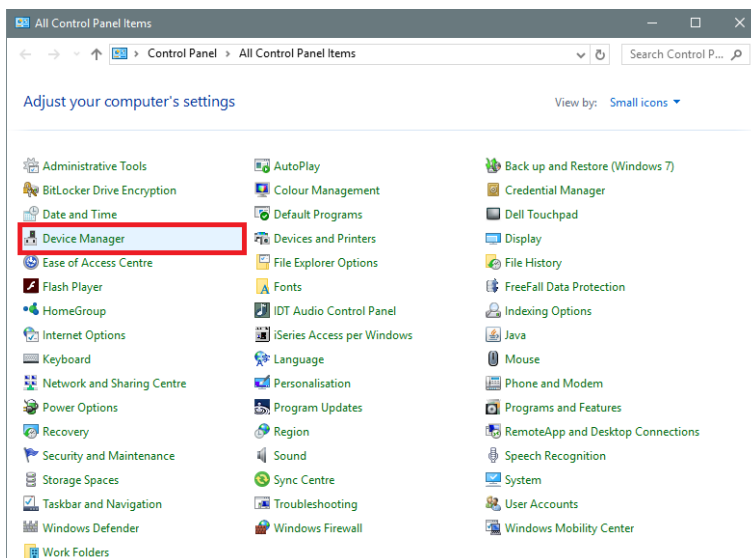 All Control Panel Items
Control Panel > All Control Panel Items
Search Control P...
Adjust your computer's settings
View by: Small icons
Administrative Tools
AutoPlay
Back up and Restore (Windows 7)
BitLocker Drive Encryption
Colour Management
Credential Manager
Date and Time
Default Programs
Dell Touchpad
Device Manager
Devices and Printers
Display
Ease of Access Centre
File Explorer Options
File History
Flash Player
Fonts
FreeFall Data Protection
HomeGroup
IDT Audio Control Panel
Indexing Options
Internet Options
iSeries Access per Windows
Java
Keyboard
Language
Mouse
Network and Sharing Centre
Personalisation
Phone and Modem
Power Options
Program Updates
Programs and Features
Recovery
Region
RemoteApp and Desktop Connections
Security and Maintenance
Sound
Speech Recognition
Storage Spaces
Sync Centre
System
Taskbar and Navigation
Troubleshooting
User Accounts
Windows Defender
Windows Firewall
Windows Mobility Center
Work Folders